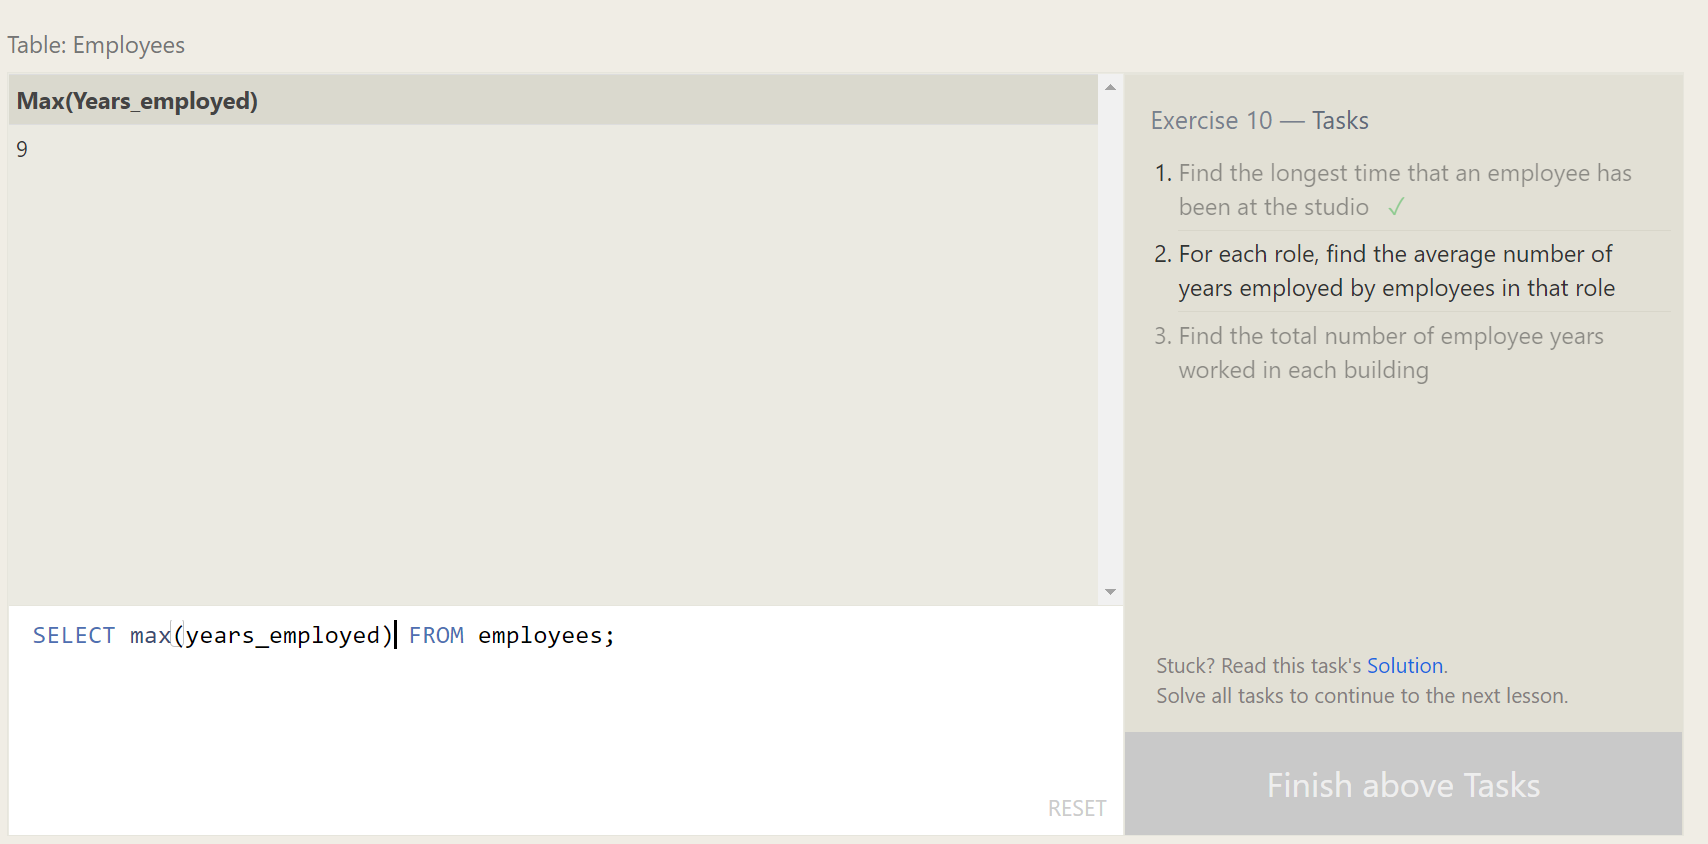 Table: Employees
Max(Years_employed)
9
SELECT max(years_employed) FROM employees;
RESET
Exercise 10 — Tasks
1. Find the longest time that an employee has
been at the studio ✓
2. For each role, find the average number of
years employed by employees in that role
3. Find the total number of employee years
worked in each building
Stuck? Read this task's Solution.
Solve all tasks to continue to the next lesson.
Finish above Tasks